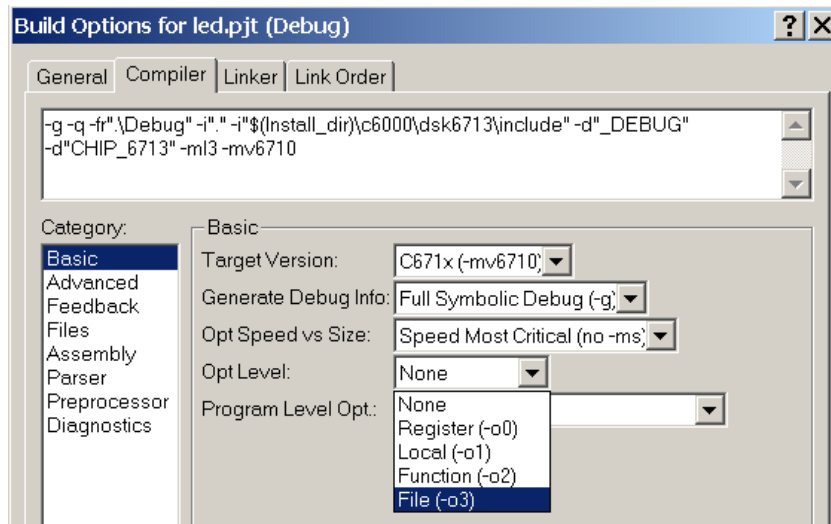 Build Options for led.pjt (Debug)
? X
General Compiler Linker Link Order
-g -q -fr".\Debug" -i"." -i"$(Install_dir)\c6000\dsk6713\include" -d"_DEBUG"
-d"CHIP_6713" -ml3 -mv6710
Category:
Basic
Advanced
Feedback
Files
Assembly
Parser
Preprocessor
Diagnostics
Basic
Target Version: C671x (-mv6710)
Generate Debug Info: Full Symbolic Debug (-g)
Opt Speed vs Size: Speed Most Critical (no -ms)
Opt Level: None
Program Level Opt.:
None
Register (-o0)
Local (-o1)
Function (-o2)
File (-o3)